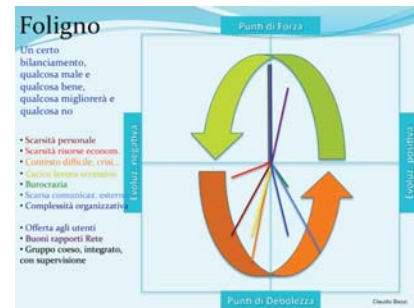 Foligno
Un certo
bilanciamento,
qualcosa male e
qualcosa bene,
qualcosa migliorerà e
qualcosa no
• Scarsità personale
• Scarsità risorse econom.
• Contesto difficile, crisi...
• Carico lavoro eccessivo
• Burocrazia
• Scarsa comunicaz. esterna
• Complessità organizzativa
• Offerta agli utenti
• Buoni rapporti Rete
• Gruppo coeso, integrato,
con supervisione
Punti di Forza
Evoluz. negativa
Evoluz. positiva
Punti di Debolezza
Claudio Bezzi